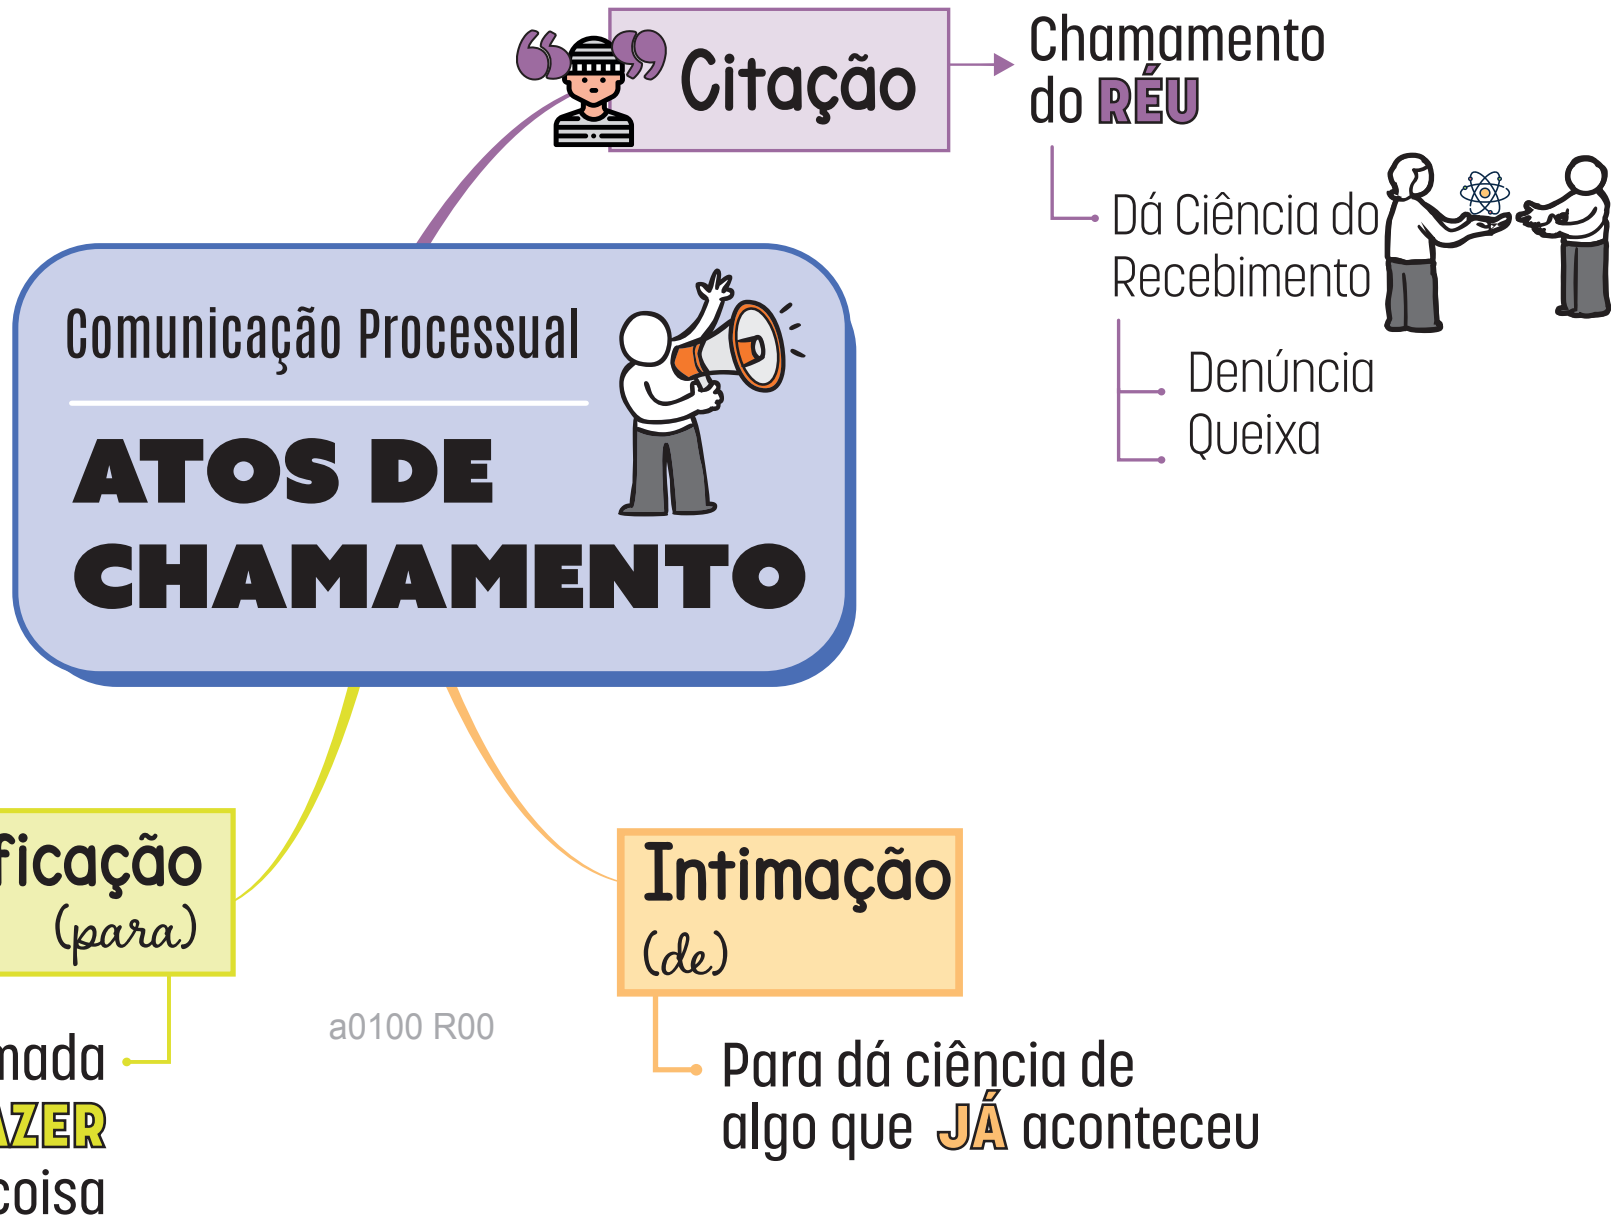 Citação
Chamamento
do RÉU
Dá Ciência do
Recebimento
Denúncia
Queixa
Comunicação Processual
ATOS DE
CHAMAMENTO
ficação
(para)
mada
AZER
coisa
Intimação
(de)
Para dá ciência de
algo que JÁ aconteceu
a0100 R00